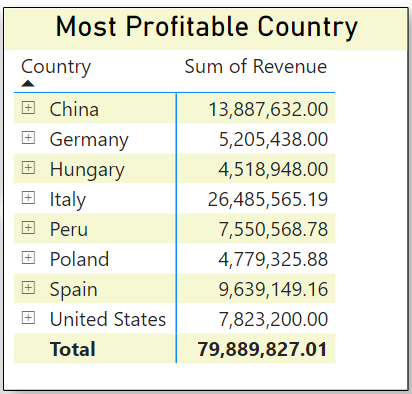 Most Profitable Country
Country Sum of Revenue
China 13,887,632.00
Germany 5,205,438.00
Hungary 4,518,948.00
Italy 26,485,565.19
Peru 7,550,568.78
Poland 4,779,325.88
Spain 9,639,149.16
United States 7,823,200.00
Total 79,889,827.01